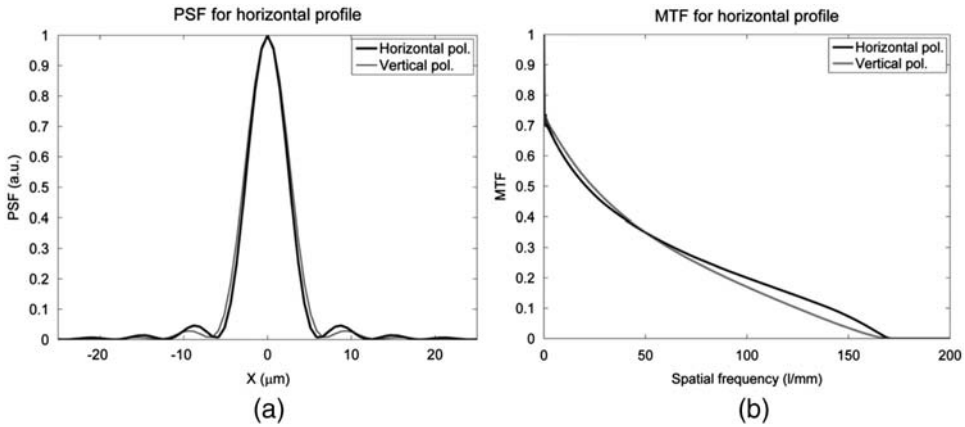 PSF for horizontal profile
1
0.9
0.8
0.7
0.6
0.5
0.4
0.3
0.2
0.1
0
PSF (a.u.)
Horizontal pol.
Vertical pol.
-20
-10
0
10
20
X (μm)
(a)
MTF for horizontal profile
1
0.9
0.8
0.7
0.6
0.5
0.4
0.3
0.2
0.1
0
MTF
Horizontal pol.
Vertical pol.
0
50
100
150
200
Spatial frequency (l/mm)
(b)